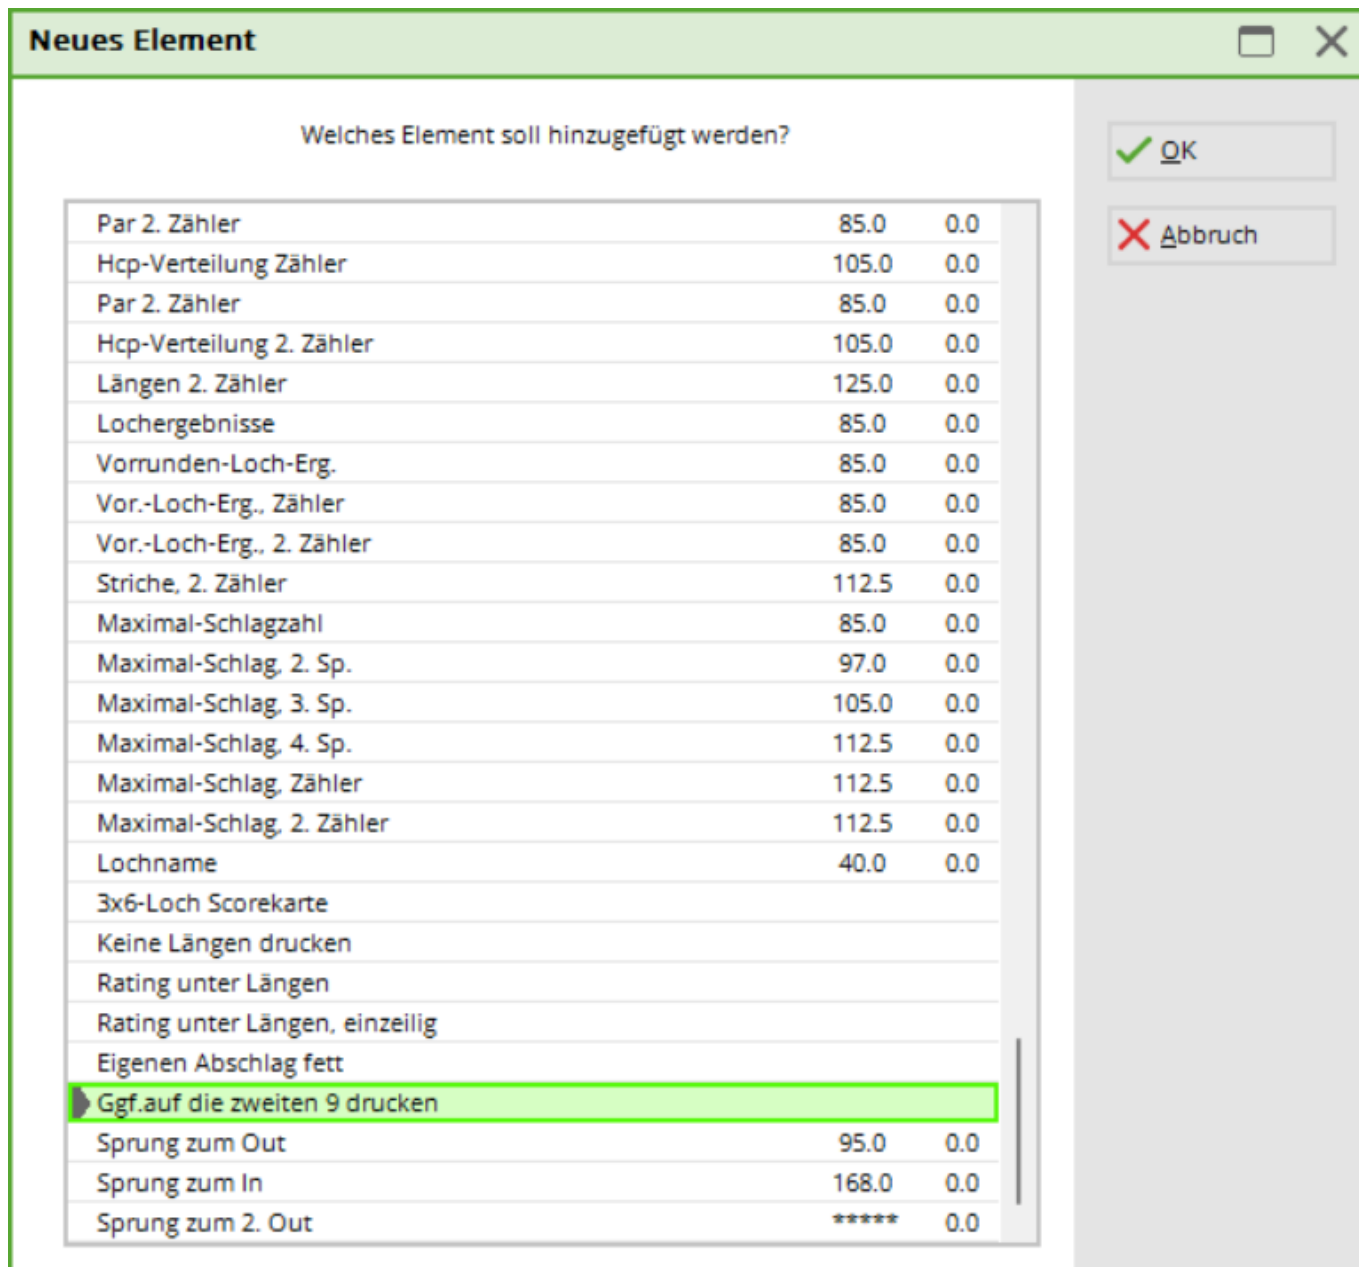 Neues Element
Welches Element soll hinzugefügt werden?
OK
Abbruch
Par 2. Zähler 85.0 0.0
Hcp-Verteilung Zähler 105.0 0.0
Par 2. Zähler 85.0 0.0
Hcp-Verteilung 2. Zähler 105.0 0.0
Längen 2. Zähler 125.0 0.0
Lochergebnisse 85.0 0.0
Vorrunden-Loch-Erg. 85.0 0.0
Vor.-Loch-Erg., Zähler 85.0 0.0
Vor.-Loch-Erg., 2. Zähler 85.0 0.0
Striche, 2. Zähler 112.5 0.0
Maximal-Schlagzahl 85.0 0.0
Maximal-Schlag, 2. Sp. 97.0 0.0
Maximal-Schlag, 3. Sp. 105.0 0.0
Maximal-Schlag, 4. Sp. 112.5 0.0
Maximal-Schlag, Zähler 112.5 0.0
Maximal-Schlag, 2. Zähler 112.5 0.0
Lochname 40.0 0.0
3x6-Loch Scorekarte
Keine Längen drucken
Rating unter Längen
Rating unter Längen, einzeilig
Eigenen Abschlag fett
Ggf.auf die zweiten 9 drucken
Sprung zum Out 95.0 0.0
Sprung zum In 168.0 0.0
Sprung zum 2. Out ***** 0.0